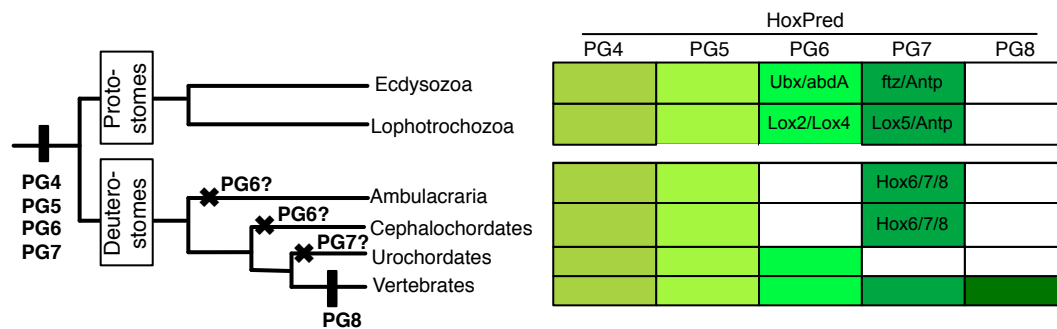 HoxPred
PG4 PG5 PG6 PG7 PG8
Proto-
stomes
Deutero-
stomes
Ecdysozoa
Lophotrochozoa
Ambulacraria
Cephalochordates
Urochordates
Vertebrates
PG4
PG5
PG6
PG7
PG6?
PG6?
PG7?
PG8
Ubx/abdA ftz/Antp
Lox2/Lox4 Lox5/Antp
Hox6/7/8
Hox6/7/8